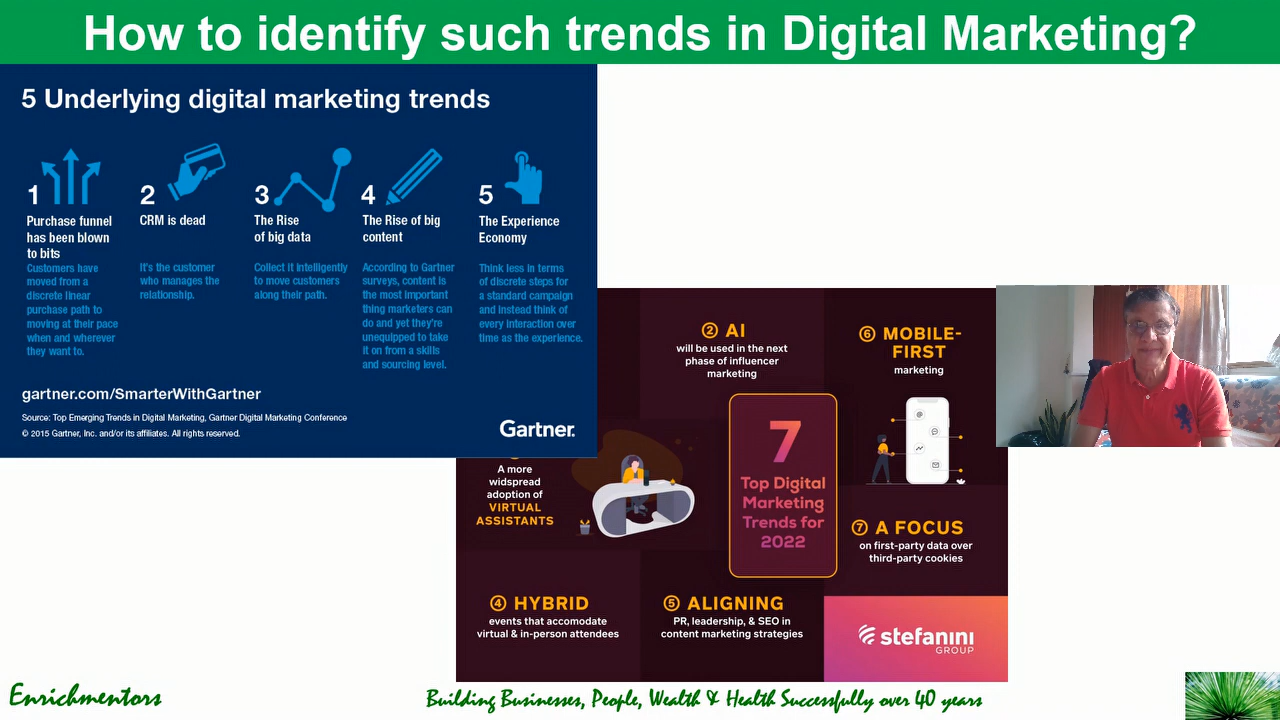 How to identify such trends in Digital Marketing?
5 Underlying digital marketing trends
1
Purchase funnel
has been blown
to bits
Customers have
moved from a
discrete linear
purchase path to
moving at their pace
when and wherever
they want to.
2
CRM is dead
It's the customer
who manages the
relationship.
3
The Rise
of big data
Collect it intelligently
to move customers
along their path.
4
The Rise of big
content
According to Gartner
surveys, content is
the most important
thing marketers can
do and yet they're
unequipped to take
it on from a skills
and sourcing level.
5
The Experience
Economy
Think less in terms
of discrete steps for
a standard campaign
and instead think of
every interaction over
time as the experience.
gartner.com/SmarterWithGartner
Source: Top Emerging Trends in Digital Marketing, Gartner Digital Marketing Conference
© 2015 Gartner, Inc. and/or its affiliates. All rights reserved.
Gartner.
2 AI
will be used in the next
phase of influencer
marketing
6 MOBILE-
FIRST
marketing
A more
widspread
adoption of
VIRTUAL
ASSISTANTS
7
Top Digital
Marketing
Trends for
2022
7 A FOCUS
on first-party data over
third-party cookies
4 HYBRID
events that accomodate
virtual & in-person attendees
5 ALIGNING
PR, leadership, & SEO in
content marketing strategies
stefanini
GROUP
Enrichmentors
Building Businesses, People, Wealth & Health Successfully over 40 years